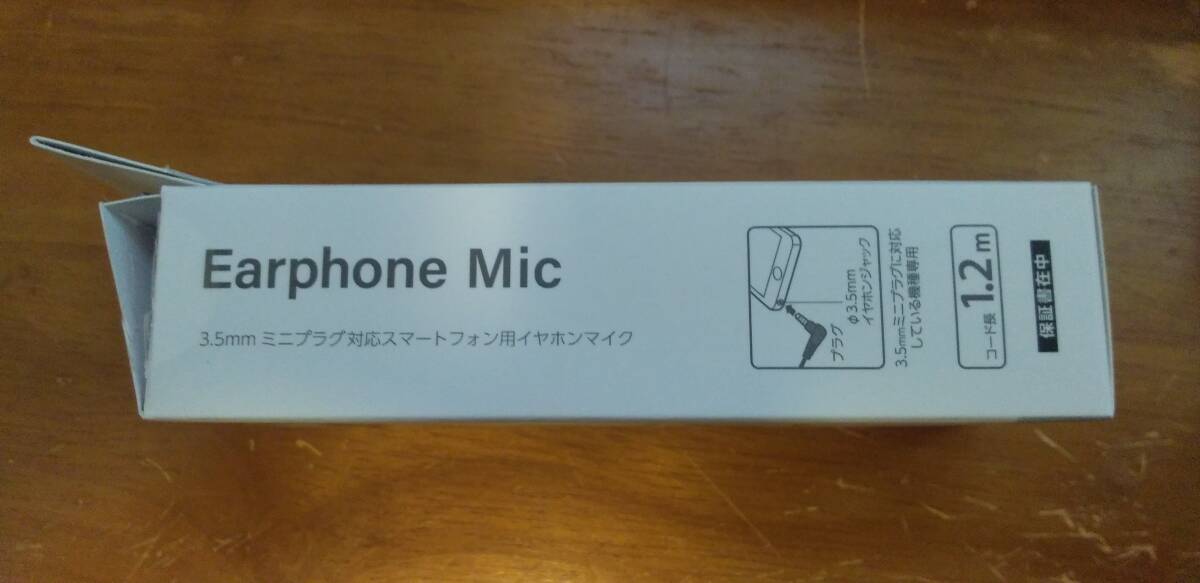 Earphone Mic
3.5mm ミニプラグ対応スマートフォン用イヤホンマイク
プラグ
φ3.5mm
イヤホンジャック
3.5mmミニプラグに対応
している機種専用
コード長 1.2m
保証書在中